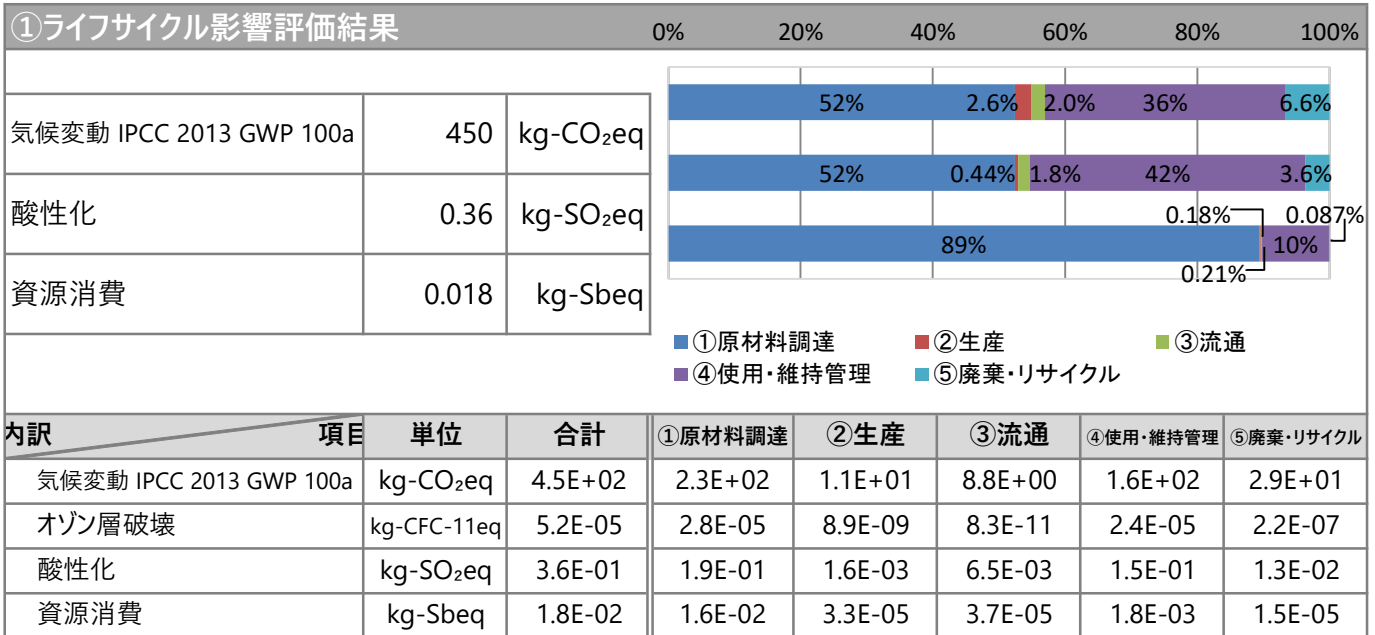 ①ライフサイクル影響評価結果
0% 20% 40% 60% 80% 100%
気候変動 IPCC 2013 GWP 100a 450 kg-CO₂eq
52% 2.6% 2.0% 36% 6.6%
酸性化 0.36 kg-SO₂eq
52% 0.44% 1.8% 42% 3.6%
資源消費 0.018 kg-Sbeq
0.18% 0.087%
89% 10%
0.21%
①原材料調達 ②生産 ③流通
④使用・維持管理 ⑤廃棄・リサイクル
内訳 項目 単位 合計 ①原材料調達 ②生産 ③流通 ④使用・維持管理 ⑤廃棄・リサイクル
気候変動 IPCC 2013 GWP 100a kg-CO₂eq 4.5E+02 2.3E+02 1.1E+01 8.8E+00 1.6E+02 2.9E+01
オゾン層破壊 kg-CFC-11eq 5.2E-05 2.8E-05 8.9E-09 8.3E-11 2.4E-05 2.2E-07
酸性化 kg-SO₂eq 3.6E-01 1.9E-01 1.6E-03 6.5E-03 1.5E-01 1.3E-02
資源消費 kg-Sbeq 1.8E-02 1.6E-02 3.3E-05 3.7E-05 1.8E-03 1.5E-05